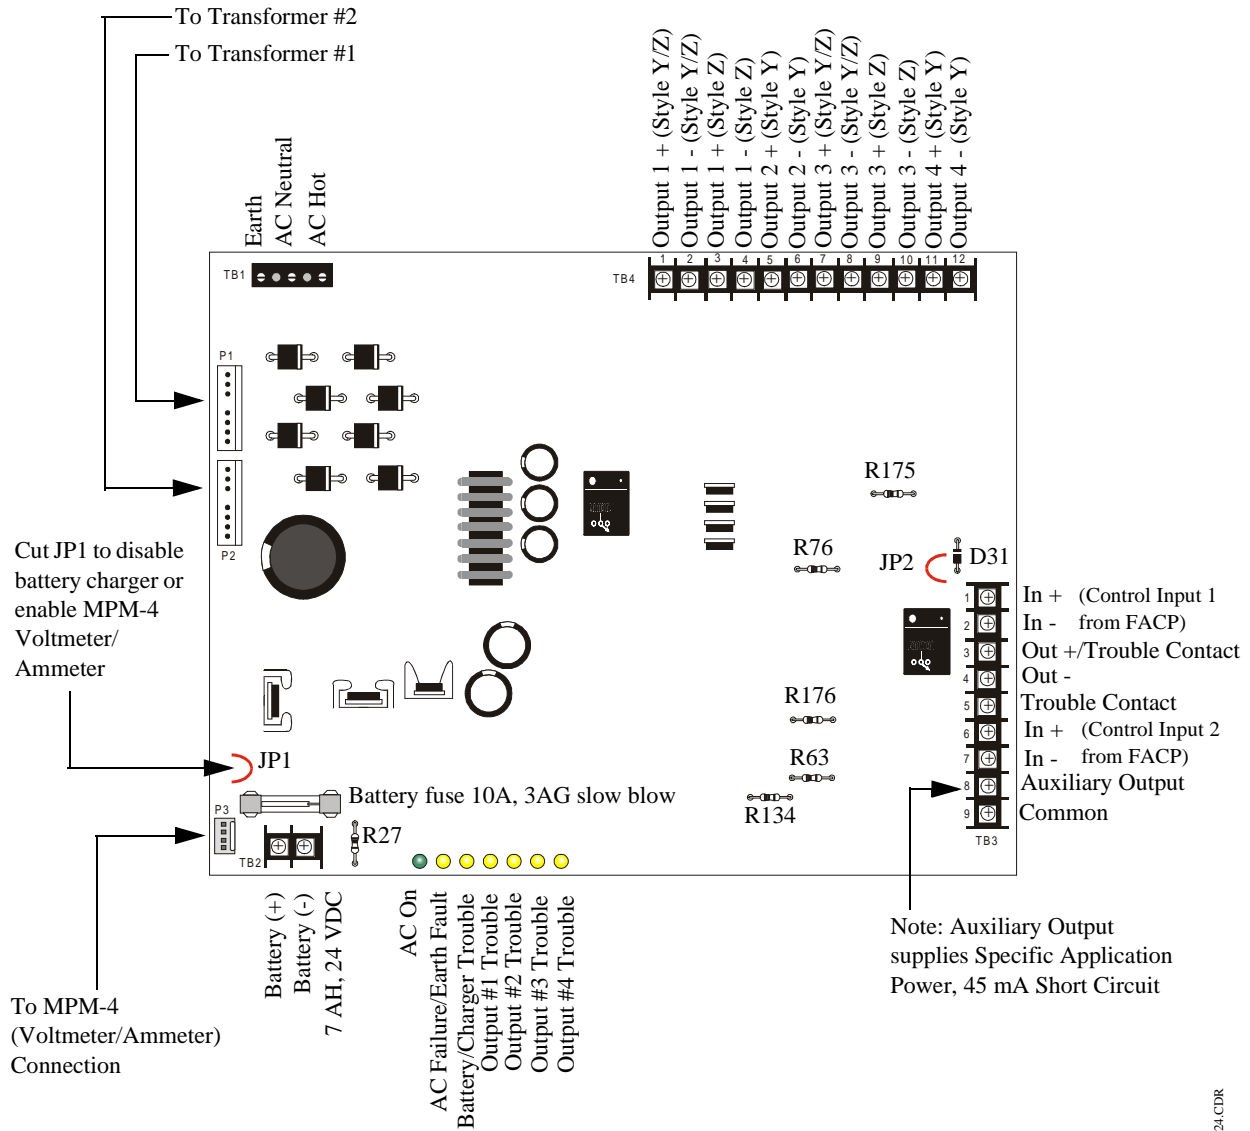 To Transformer #2
To Transformer #1
Earth
AC Neutral
AC Hot
Output 1 + (Style Y/Z)
Output 1 - (Style Y/Z)
Output 1 + (Style Z)
Output 1 - (Style Z)
Output 2 + (Style Y)
Output 2 - (Style Y)
Output 3 + (Style Y/Z)
Output 3 - (Style Y/Z)
Output 3 + (Style Z)
Output 3 - (Style Z)
Output 4 + (Style Y)
Output 4 - (Style Y)
TB1
TB4
1 2 3 4 5 6 7 8 9 10 11 12
P1
P2
R175
R76
JP2
D31
Cut JP1 to disable
battery charger or
enable MPM-4
Voltmeter/
Ammeter
1 In + (Control Input 1
2 In - from FACP)
3 Out +/Trouble Contact
4 Out -
5 Trouble Contact
6 In + (Control Input 2
7 In - from FACP)
8 Auxiliary Output
9 Common
TB3
R176
R63
R134
JP1
Battery fuse 10A, 3AG slow blow
P3
R27
TB2
Battery (+)
Battery (-)
7 AH, 24 VDC
AC On
AC Failure/Earth Fault
Battery/Charger Trouble
Output #1 Trouble
Output #2 Trouble
Output #3 Trouble
Output #4 Trouble
Note: Auxiliary Output
supplies Specific Application
Power, 45 mA Short Circuit
To MPM-4
(Voltmeter/Ammeter)
Connection
24.CDR